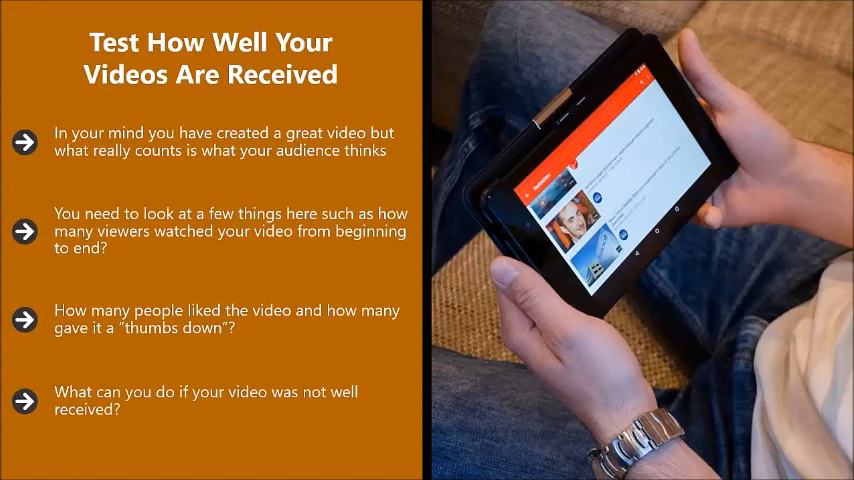 Test How Well Your
Videos Are Received
In your mind you have created a great video but
what really counts is what your audience thinks
You need to look at a few things here such as how
many viewers watched your video from beginning
to end?
How many people liked the video and how many
gave it a “thumbs down”?
What can you do if your video was not well
received?